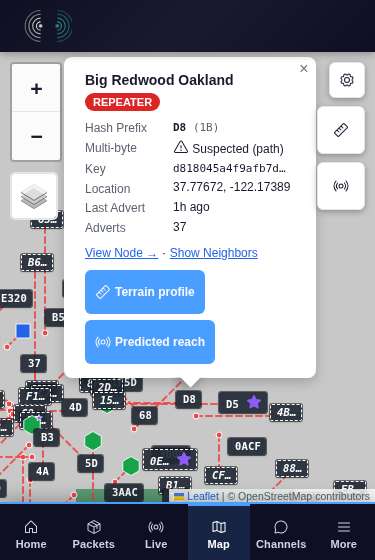 +
−
×
Big Redwood Oakland
REPEATER
Hash Prefix D8 (1B)
Multi-byte Suspected (path)
Key d818045a4f9afb7d…
Location 37.77672, -122.17389
Last Advert 1h ago
Adverts 37
View Node → · Show Neighbors
Terrain profile
Predicted reach
B6…
E320
B5
37
F1…
2D…
5D
15…
4D
68
D8
D5
4B…
B3
0ACF
5D
0E…
4A
CF…
88…
3AAC
B1…
Leaflet | © OpenStreetMap contributors
Home Packets Live Map Channels More